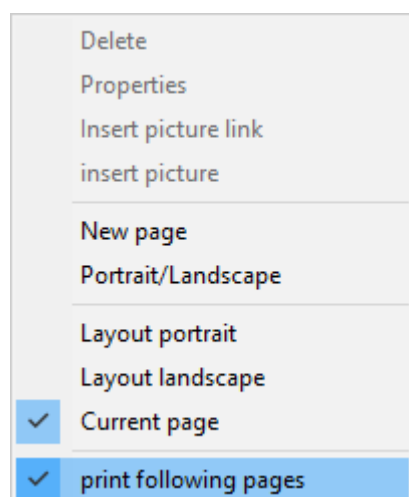 Delete
Properties
Insert picture link
insert picture
New page
Portrait/Landscape
Layout portrait
Layout landscape
Current page
print following pages